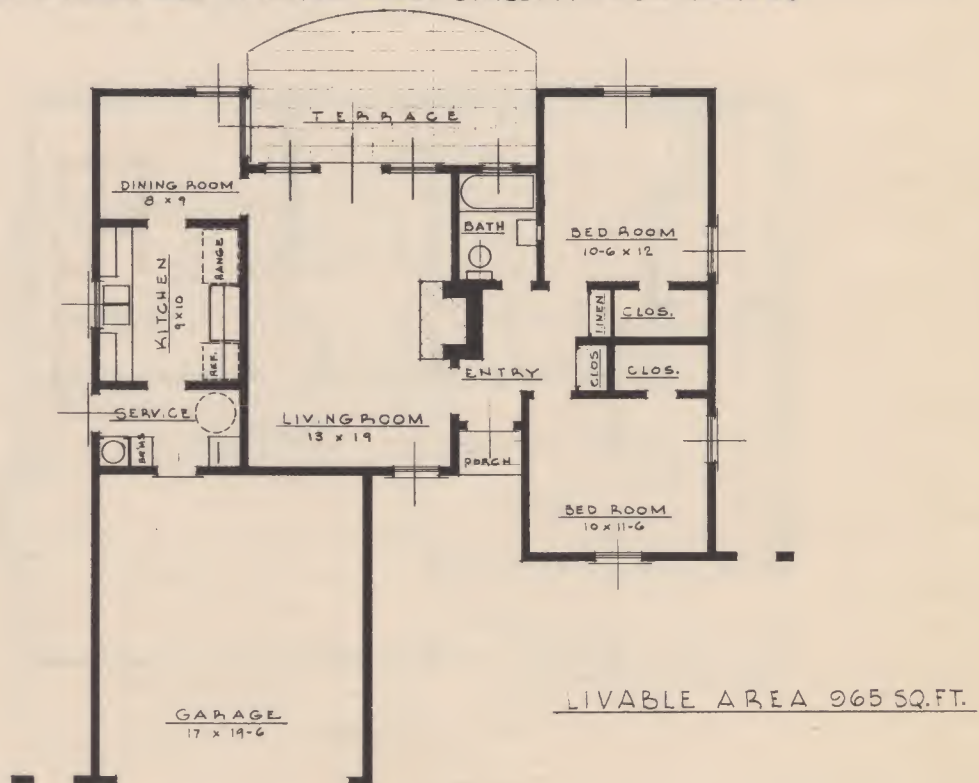 TERRACE
DINING ROOM
8 x 9
BATH
BED ROOM
10-6 x 12
RANGE
KITCHEN
9 x 10
REF.
LINEN
CLOS.
CLOS
CLOS.
ENTRY
SERVICE
LIVING ROOM
13 x 19
PORCH
BED ROOM
10 x 11-6
LIVABLE AREA 965 SQ.FT.
GARAGE
17 x 19-6